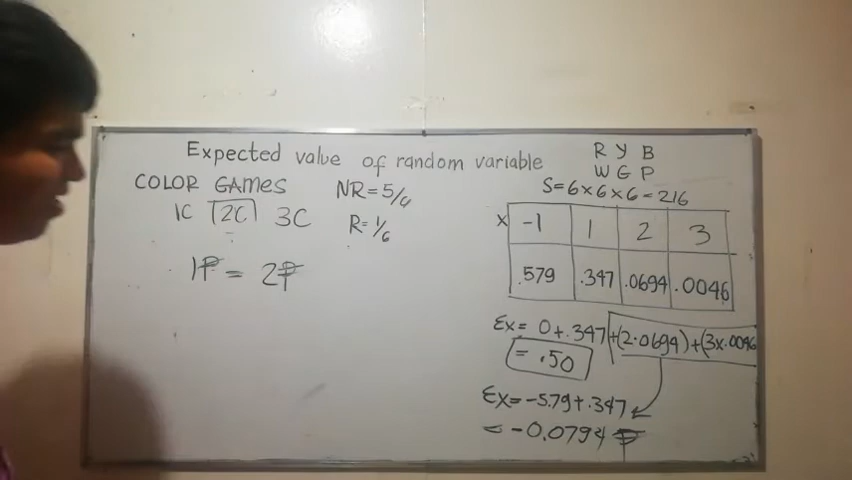 Expected value of random variable
COLOR GAMES
1C 2C 3C
1₱ = 2₱
NR = 5/6
R = 1/6
R Y B
W G P
S = 6 × 6 × 6 = 216
X -1 1 2 3
.579 .347 .0694 .0046
Ex = 0 + .347 + (2·0694) + (3x.0046
= .50
Ex = -5.79 + .347
= -0.0794 ₱